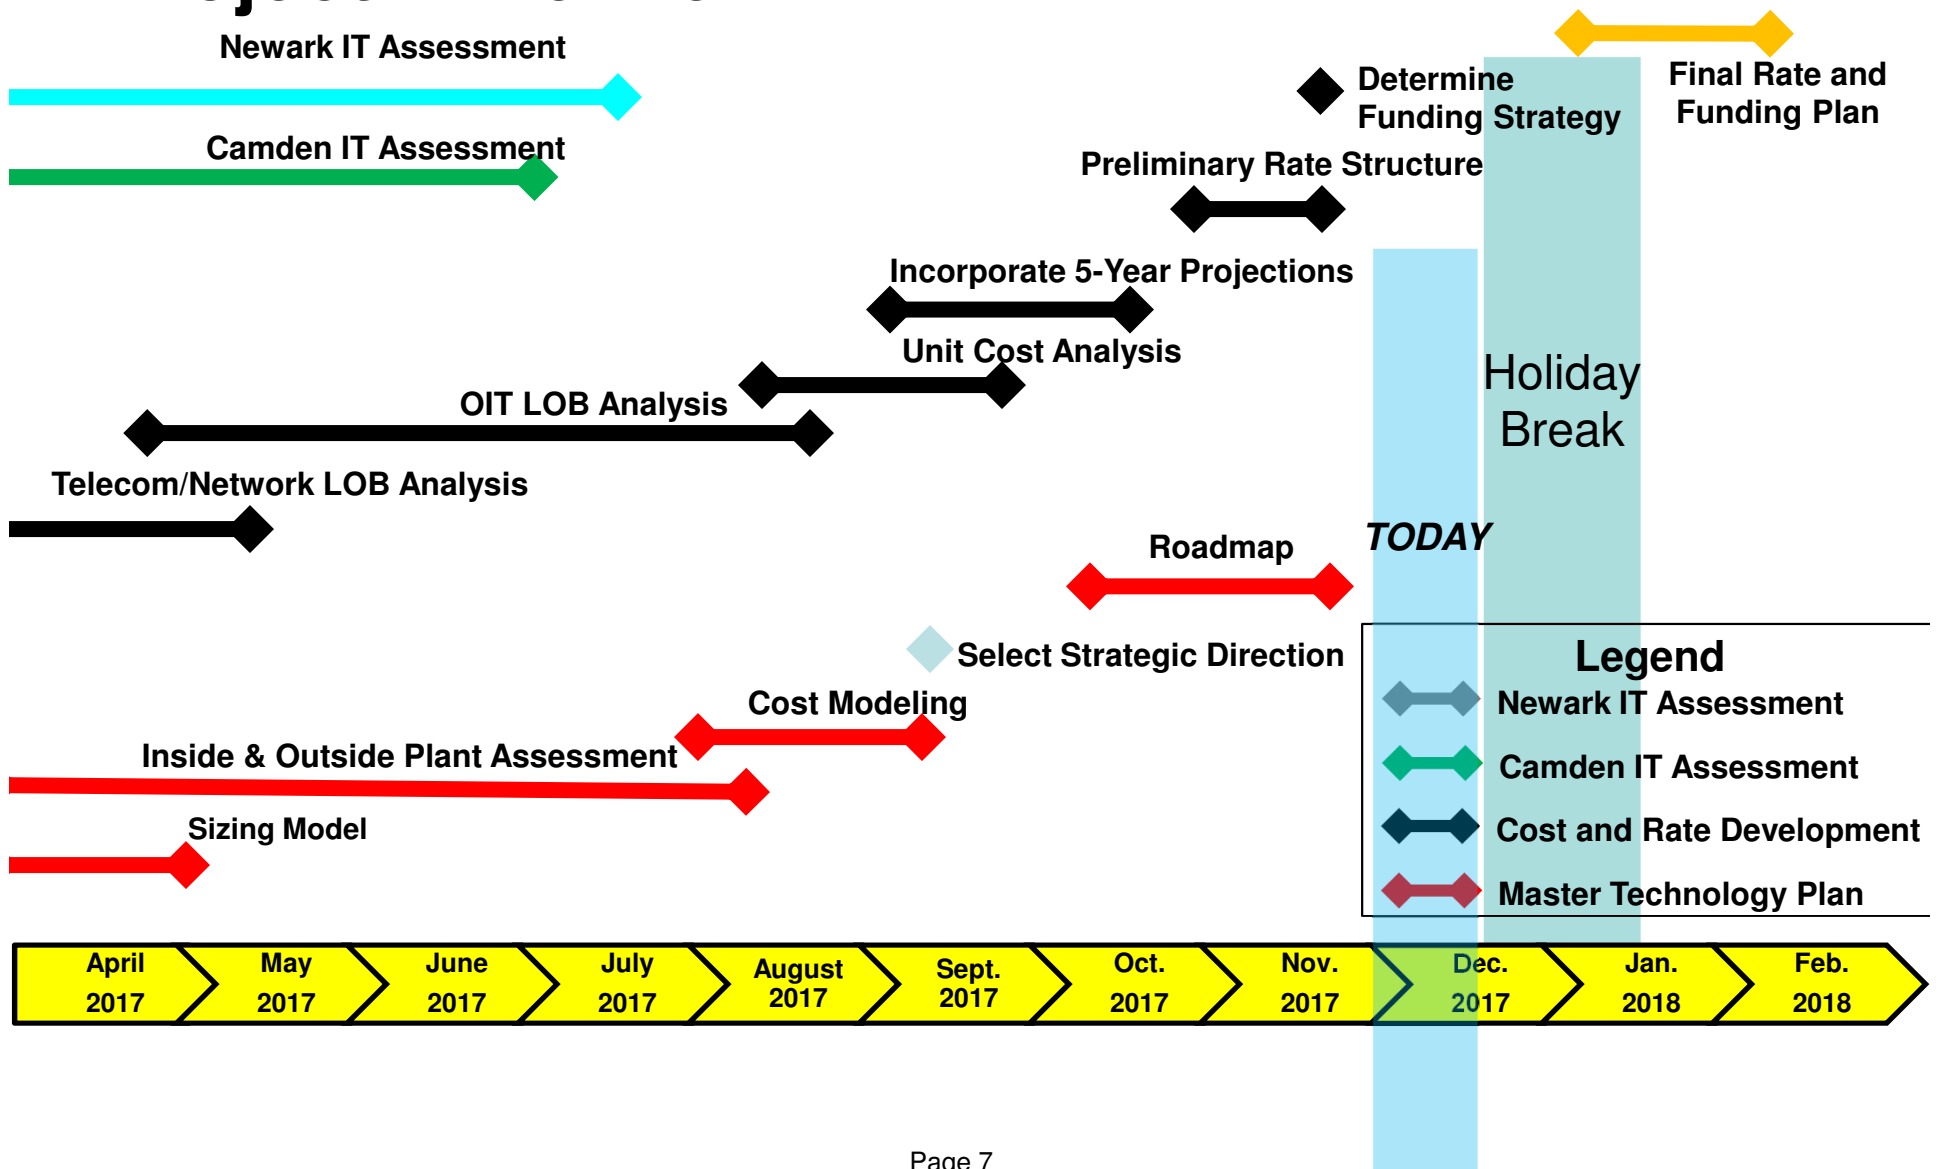 Newark IT Assessment
Camden IT Assessment
Determine
Funding Strategy
Final Rate and
Funding Plan
Preliminary Rate Structure
Incorporate 5-Year Projections
Unit Cost Analysis
Holiday
Break
OIT LOB Analysis
Telecom/Network LOB Analysis
TODAY
Roadmap
Select Strategic Direction
Cost Modeling
Inside & Outside Plant Assessment
Sizing Model
Legend
Newark IT Assessment
Camden IT Assessment
Cost and Rate Development
Master Technology Plan
April
2017
May
2017
June
2017
July
2017
August
2017
Sept.
2017
Oct.
2017
Nov.
2017
Dec.
2017
Jan.
2018
Feb.
2018
Page 7